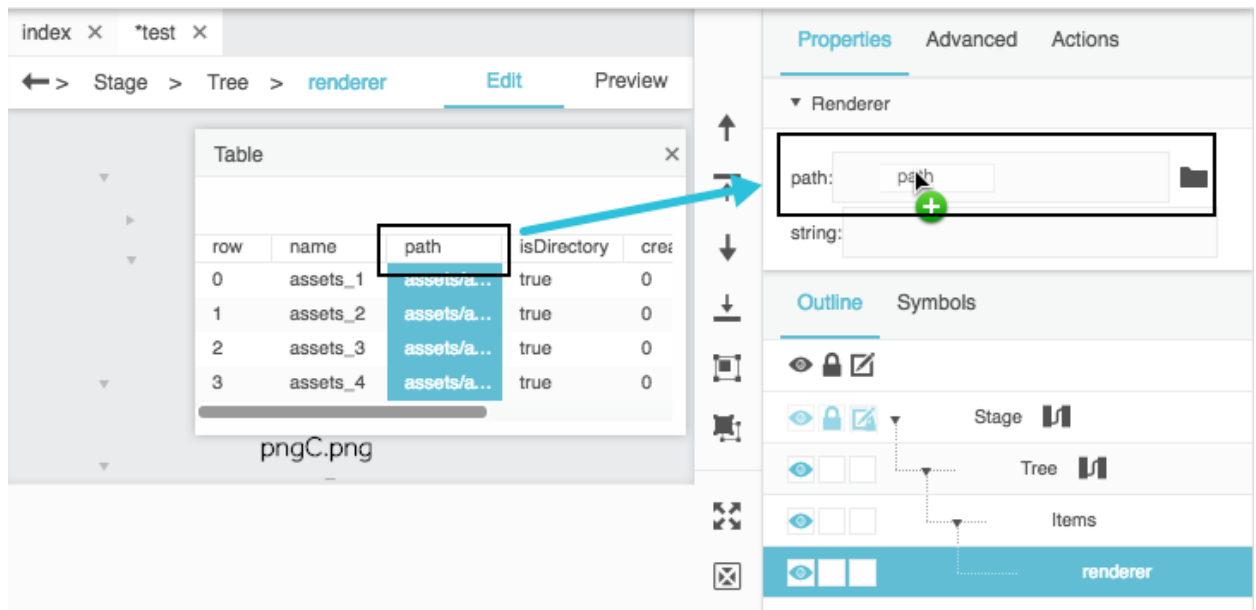 index × *test ×
> Stage > Tree > renderer Edit Preview
Table ×
row name path isDirectory crea
0 assets_1 assets/a... true 0
1 assets_2 assets/a... true 0
2 assets_3 assets/a... true 0
3 assets_4 assets/a... true 0
pngC.png
Properties Advanced Actions
Renderer
path: path
string:
Outline Symbols
Stage
Tree
Items
renderer